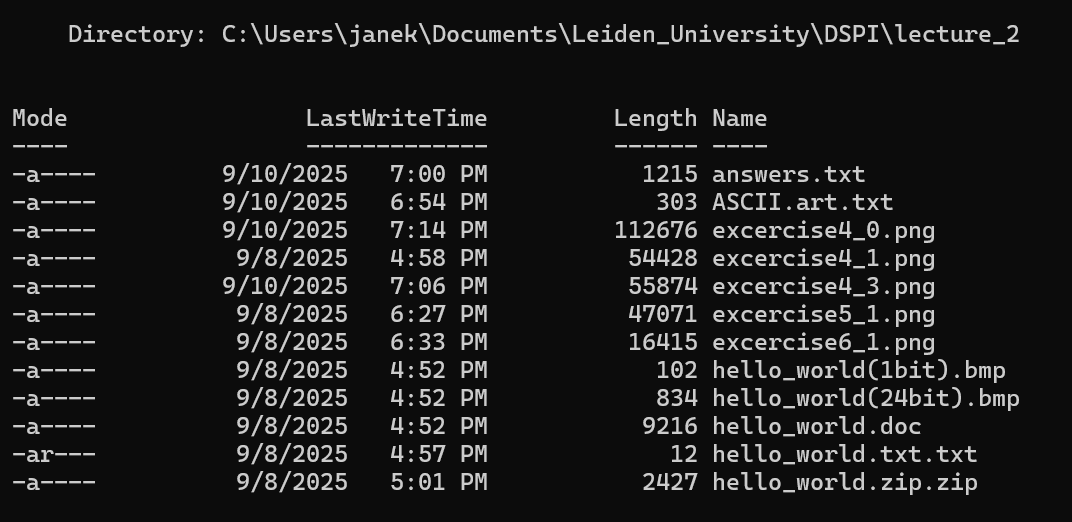 Directory: C:\Users\janek\Documents\Leiden_University\DSPI\lecture_2
Mode                 LastWriteTime         Length Name
----                 -------------         ------ ----
-a----         9/10/2025   7:00 PM           1215 answers.txt
-a----         9/10/2025   6:54 PM            303 ASCII.art.txt
-a----         9/10/2025   7:14 PM         112676 excercise4_0.png
-a----          9/8/2025   4:58 PM          54428 excercise4_1.png
-a----         9/10/2025   7:06 PM          55874 excercise4_3.png
-a----          9/8/2025   6:27 PM          47071 excercise5_1.png
-a----          9/8/2025   6:33 PM          16415 excercise6_1.png
-a----          9/8/2025   4:52 PM            102 hello_world(1bit).bmp
-a----          9/8/2025   4:52 PM            834 hello_world(24bit).bmp
-a----          9/8/2025   4:52 PM           9216 hello_world.doc
-ar---          9/8/2025   4:57 PM             12 hello_world.txt.txt
-a----          9/8/2025   5:01 PM           2427 hello_world.zip.zip